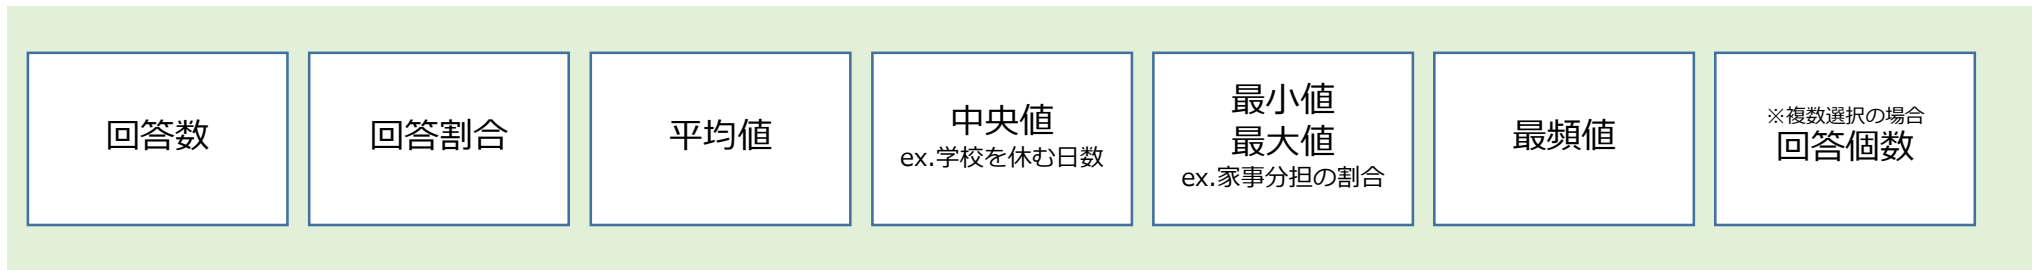 回答数
回答割合
平均値
中央値
ex.学校を休む日数
最小値
最大値
ex.家事分担の割合
最頻値
※複数選択の場合
回答個数